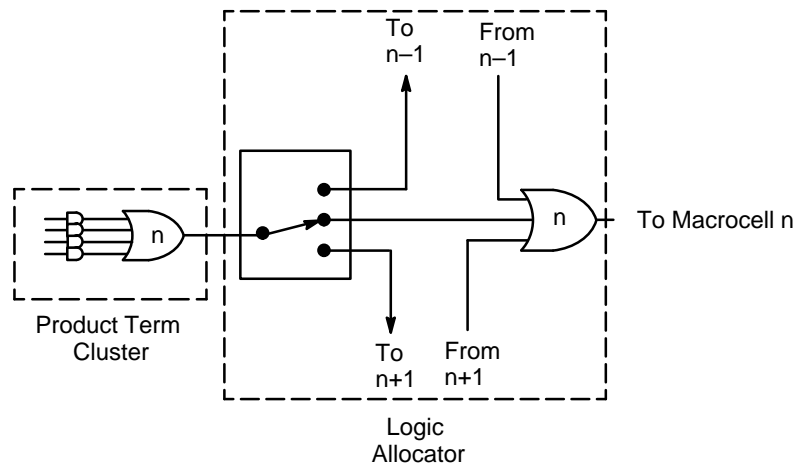 To
n–1
From
n–1
n
n
To Macrocell n
Product Term
Cluster
To
n+1
From
n+1
Logic
Allocator